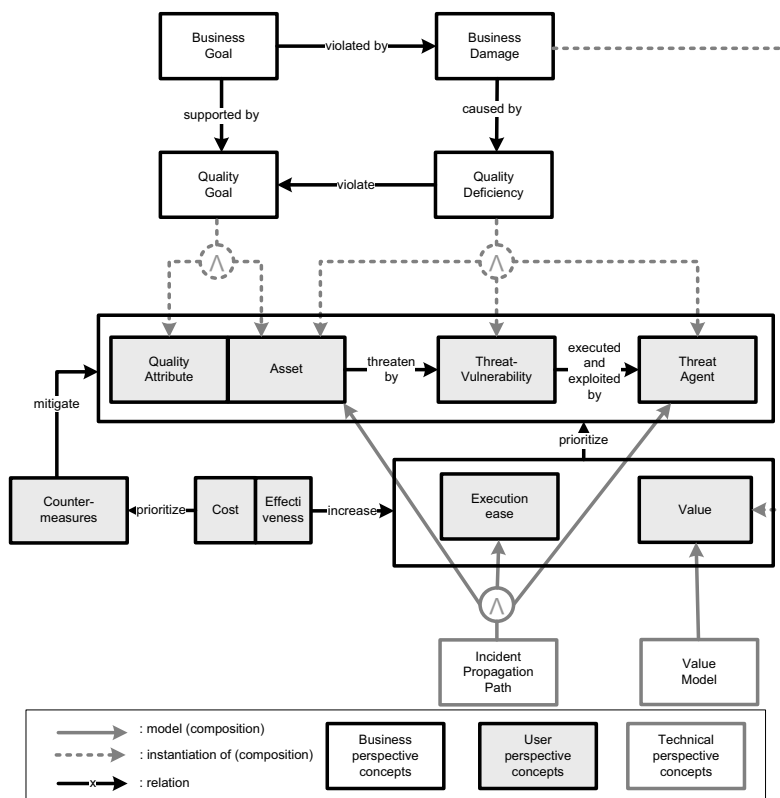 Business
Goal
violated by
Business
Damage
supported by
caused by
Quality
Goal
violate
Quality
Deficiency
Λ
Λ
Quality
Attribute
Asset
threaten
by
Threat-
Vulnerability
executed
and
exploited
by
Threat
Agent
mitigate
prioritize
Counter-
measures
prioritize
Cost
Effecti
veness
increase
Execution
ease
Value
Λ
Incident
Propagation
Path
Value
Model
: model (composition)
: instantiation of (composition)
x
: relation
Business
perspective
concepts
User
perspective
concepts
Technical
perspective
concepts